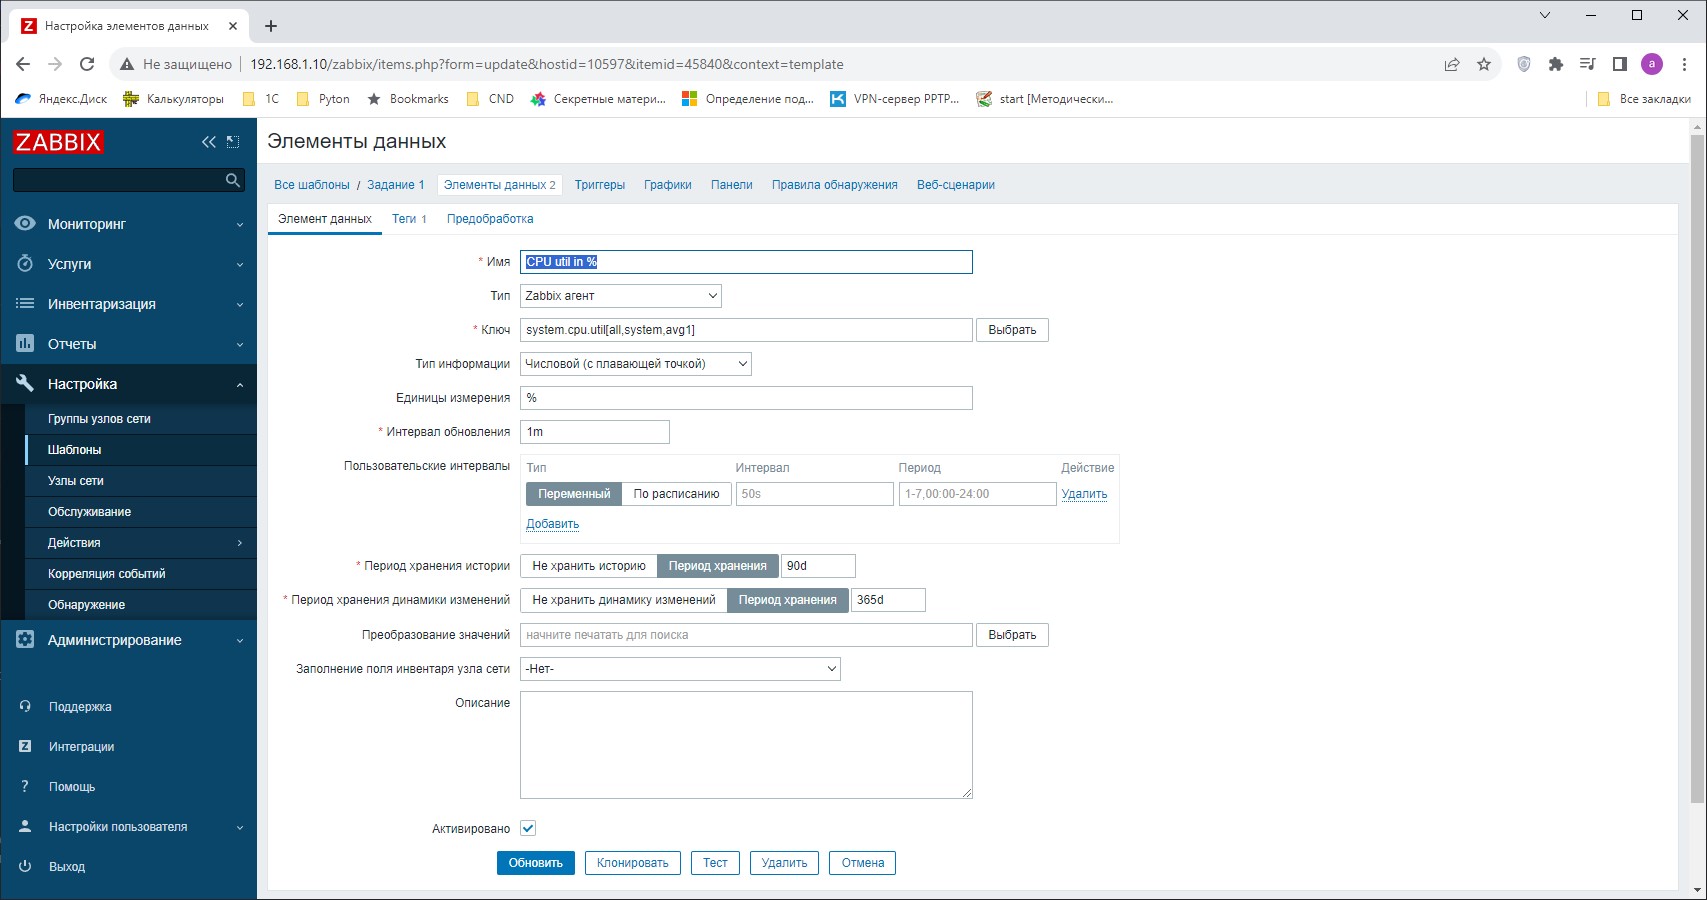 Настройка элементов данных
Не защищено 192.168.1.10/zabbix/items.php?form=update&hostid=10597&itemid=45840&context=template
a
Яндекс.Диск Калькуляторы 1C Pyton Bookmarks CND Секретные матери... Определение под... VPN-сервер PPTP... start [Методически... Все закладки
ZABBIX
Мониторинг
Услуги
Инвентаризация
Отчеты
Настройка
Группы узлов сети
Шаблоны
Узлы сети
Обслуживание
Действия
Корреляция событий
Обнаружение
Администрирование
Поддержка
Интеграции
Помощь
Настройки пользователя
Выход
Элементы данных
Все шаблоны / Задание 1 Элементы данных 2 Триггеры Графики Панели Правила обнаружения Веб-сценарии
Элемент данных Теги 1 Предобработка
* Имя CPU util in %
Тип Zabbix агент
* Ключ system.cpu.util[all,system,avg1] Выбрать
Тип информации Числовой (с плавающей точкой)
Единицы измерения %
* Интервал обновления 1m
Пользовательские интервалы Тип Интервал Период Действие
Переменный По расписанию 50s 1-7,00:00-24:00 Удалить
Добавить
* Период хранения истории Не хранить историю Период хранения 90d
* Период хранения динамики изменений Не хранить динамику изменений Период хранения 365d
Преобразование значений начните печатать для поиска Выбрать
Заполнение поля инвентаря узла сети -Нет-
Описание
Активировано
Обновить Клонировать Тест Удалить Отмена